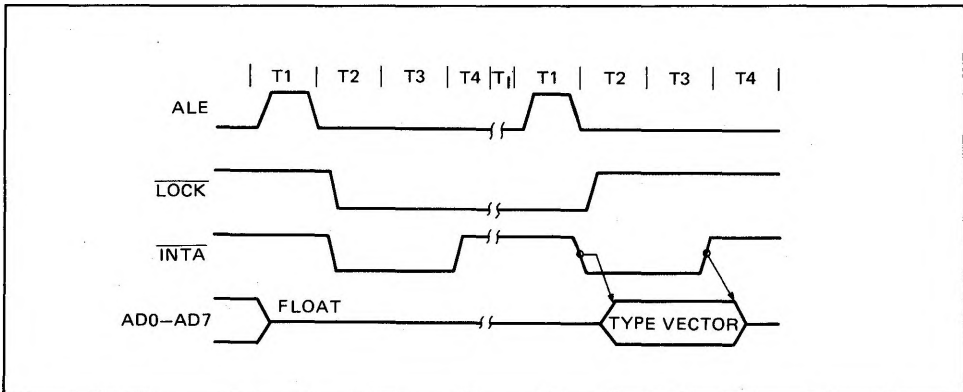 | T1 | T2 | T3 | T4 |TI| T1 | T2 | T3 | T4 |
ALE
LOCK
INTA
FLOAT
AD0–AD7
TYPE VECTOR